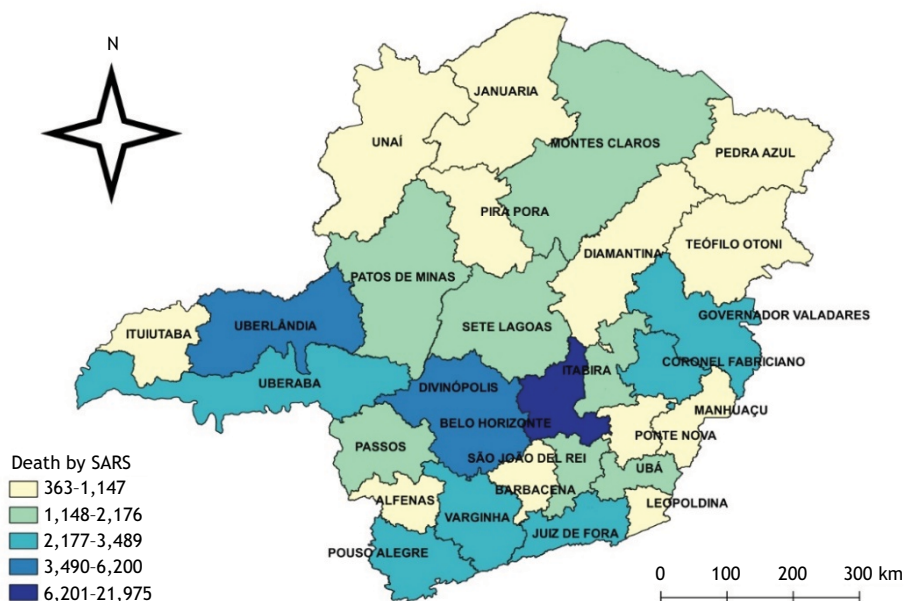 N
JANUARIA
UNAÍ
MONTES CLAROS
PEDRA AZUL
PIRA PORA
TEÓFILO OTONI
DIAMANTINA
PATOS DE MINAS
GOVERNADOR VALADARES
SETE LAGOAS
UBERLÂNDIA
ITUIUTABA
CORONEL FABRICIANO
ITABIRA
UBERABA
DIVINÓPOLIS
MANHUAÇU
BELO HORIZONTE
PONTE NOVA
PASSOS
SÃO JOÃO DEL REI
UBÁ
BARBACENA
ALFENAS
LEOPOLDINA
VARGINHA
JUIZ DE FORA
POUSO ALEGRE
Death by SARS
363–1,147
1,148–2,176
2,177–3,489
3,490–6,200
6,201–21,975
0 100 200 300 km